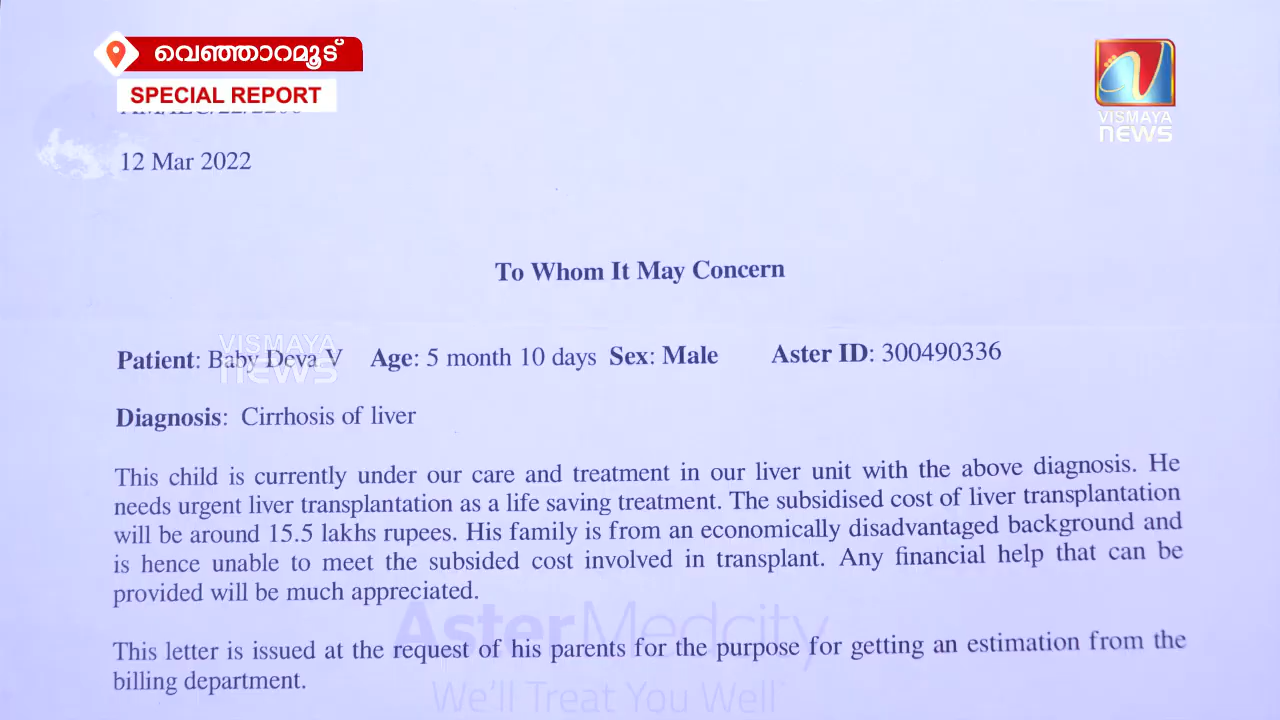 വെഞ്ഞാറമൂട്
SPECIAL REPORT
VISMAYA
NEWS
12 Mar 2022
To Whom It May Concern
Patient: Baby Deva V Age: 5 month 10 days Sex: Male Aster ID: 300490336
VISMAYA
NEWS
Diagnosis: Cirrhosis of liver
This child is currently under our care and treatment in our liver unit with the above diagnosis. He
needs urgent liver transplantation as a life saving treatment. The subsidised cost of liver transplantation
will be around 15.5 lakhs rupees. His family is from an economically disadvantaged background and
is hence unable to meet the subsided cost involved in transplant. Any financial help that can be
provided will be much appreciated.
Aster Medcity
This letter is issued at the request of his parents for the purpose for getting an estimation from the
billing department.
We'll Treat You Well